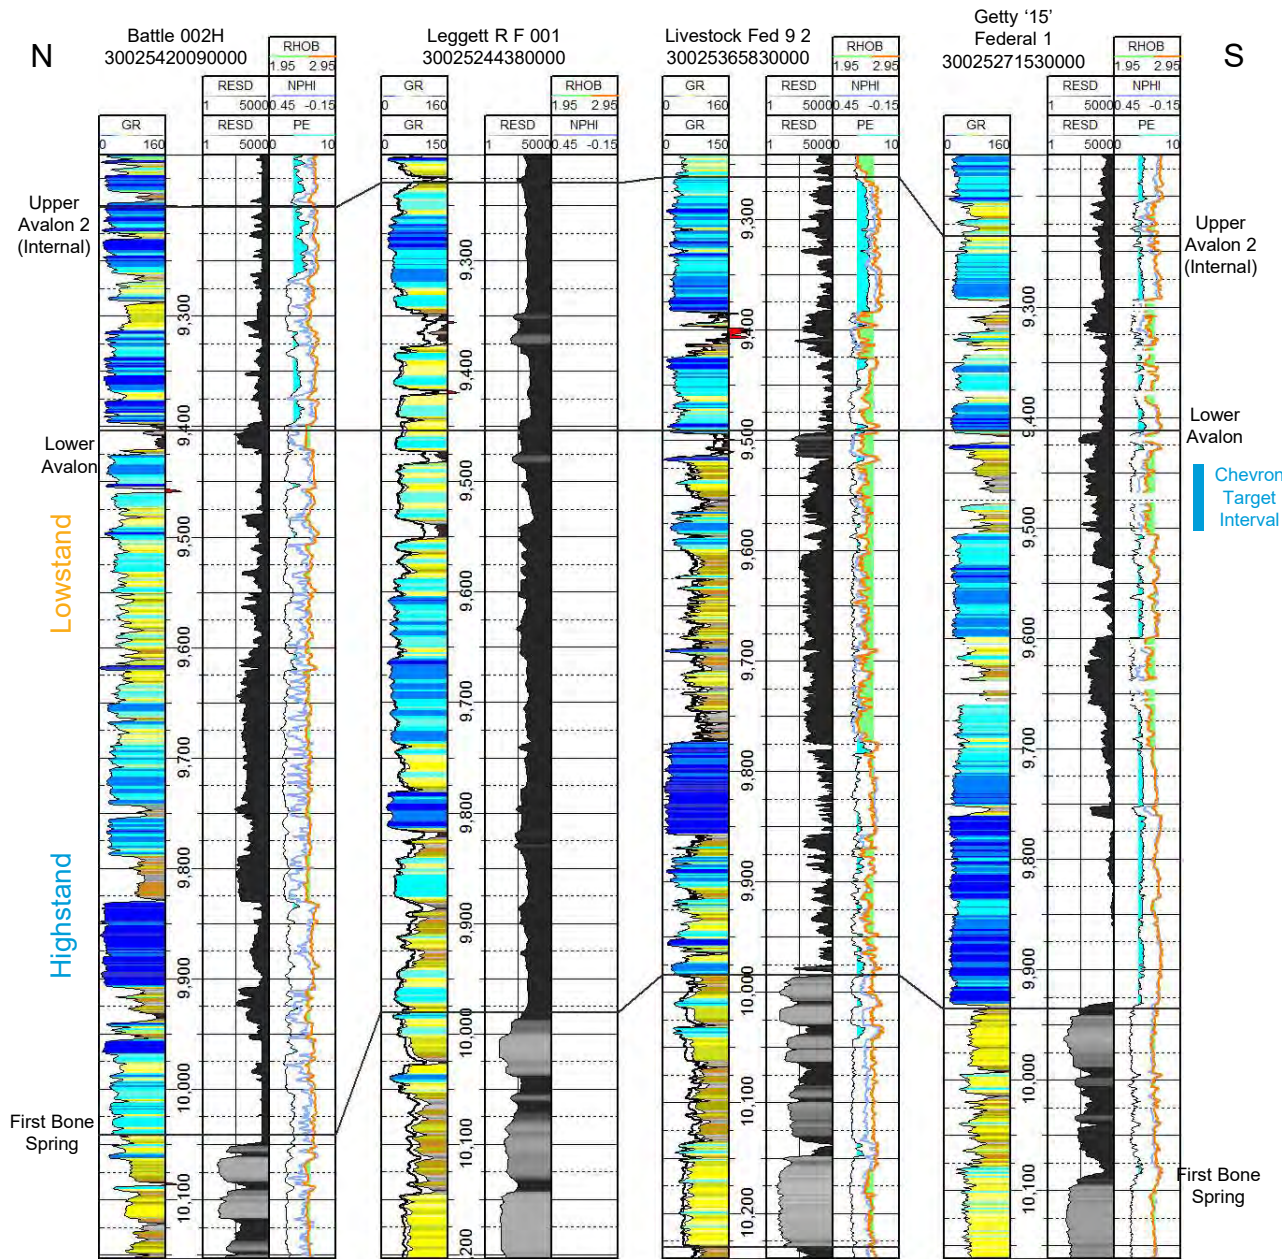 N
S
Battle 002H
30025420090000
Leggett R F 001
30025244380000
Livestock Fed 9 2
30025365830000
Getty ‘15’
Federal 1
30025271530000
RHOB
1.95 2.95
RESD
1 50000
NPHI
0.45 -0.15
GR
0 160
RESD
1 50000
PE
0 10
GR
0 160
RHOB
1.95 2.95
GR
0 150
RESD
1 50000
NPHI
0.45 -0.15
RHOB
1.95 2.95
GR
0 160
RESD
1 50000
NPHI
0.45 -0.15
GR
0 160
RESD
1 50000
PE
0 10
RHOB
1.95 2.95
RESD
1 50000
NPHI
0.45 -0.15
GR
0 160
RESD
1 50000
PE
0 10
Upper
Avalon 2
(Internal)
Lower
Avalon
Lowstand
Highstand
First Bone
Spring
9,300
9,400
9,500
9,600
9,700
9,800
9,900
10,000
10,100
9,300
9,400
9,500
9,600
9,700
9,800
9,900
10,000
10,100
200
9,300
9,400
9,500
9,600
9,700
9,800
9,900
10,000
10,100
10,200
9,300
9,400
9,500
9,600
9,700
9,800
9,900
10,000
10,100
Upper
Avalon 2
(Internal)
Lower
Avalon
Chevron
Target
Interval
First Bone
Spring